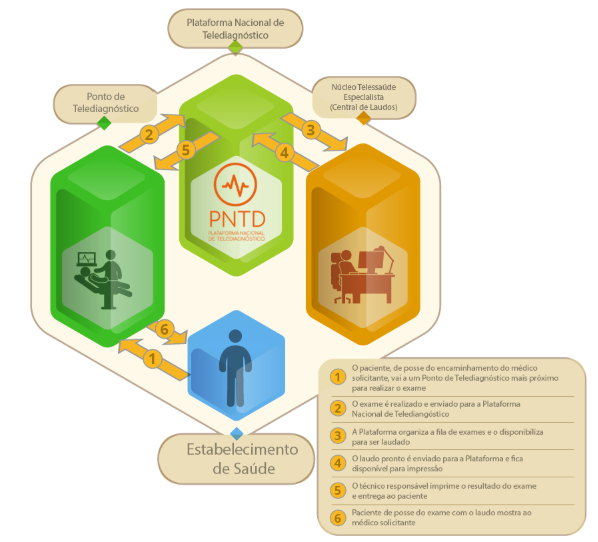 Plataforma Nacional de
Telediagnóstico
Ponto de
Telediagnóstico
Núcleo Telessaúde
Especialista
(Central de Laudos)
2
5
3
4
PNTD
PLATAFORMA NACIONAL
DE TELEDIAGNÓSTICO
6
1
Estabelecimento
de Saúde
1 O paciente, de posse do encaminhamento do médico
solicitante, vai a um Ponto de Telediagnóstico mais próximo
para realizar o exame
2 O exame é realizado e enviado para a Plataforma
Nacional de Telediangóstico
3 A Plataforma organiza a fila de exames e o disponibiliza
para ser laudado
4 O laudo pronto é enviado para a Plataforma e fica
disponível para impressão
5 O técnico responsável imprime o resultado do exame
e entrega ao paciente
6 Paciente de posse do exame com o laudo mostra ao
médico solicitante